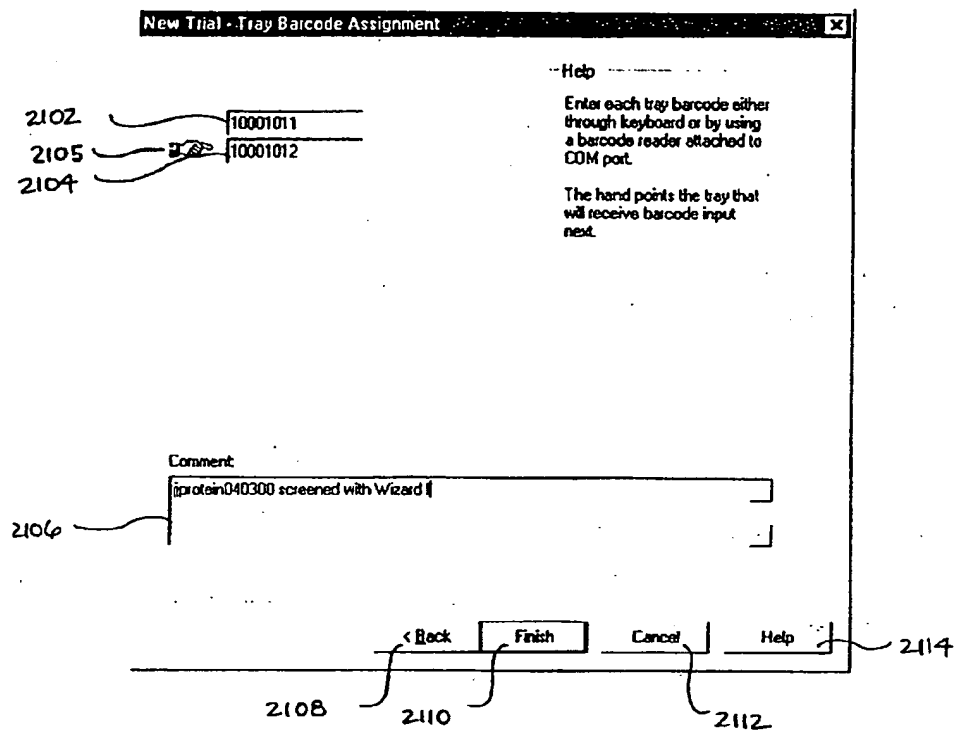 New Trial - Tray Barcode Assignment
Help
Enter each tray barcode either
through keyboard or by using
a barcode reader attached to
COM port.
The hand points the tray that
will receive barcode input
next.
2102
10001011
2105
10001012
2104
Comment:
jprotein040300 screened with Wizard I
2106
< Back
Finish
Cancel
Help
2114
2108
2110
2112